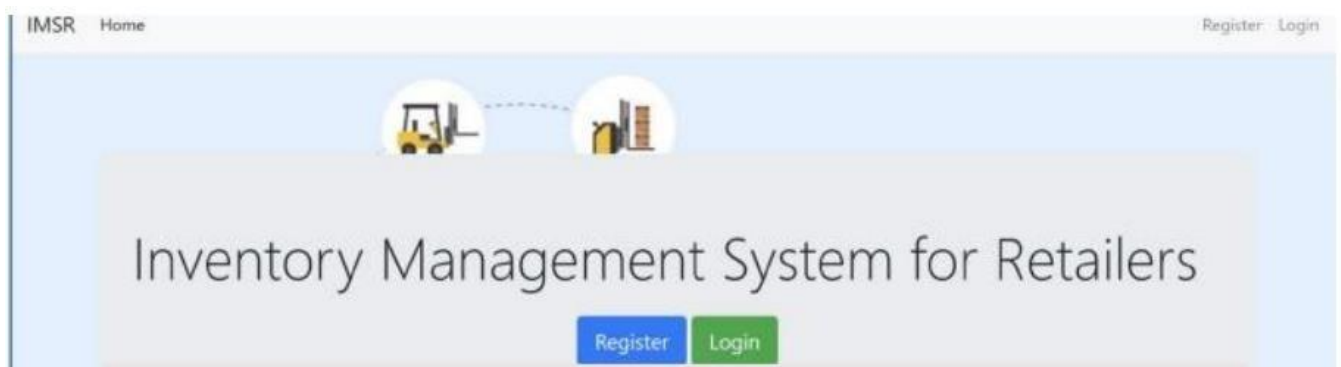 IMSR Home Register Login
Inventory Management System for Retailers
Register Login